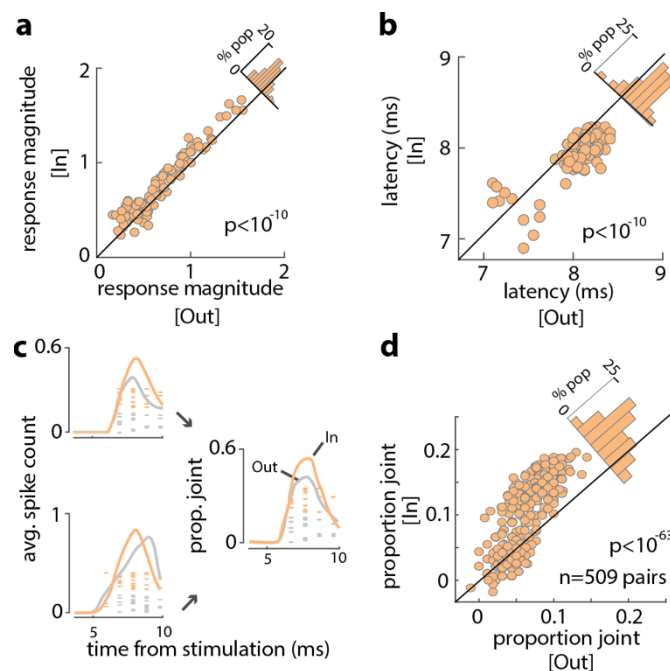 a
% pop
0
20
response magnitude
[In]
2
1
0
p<10-10
0
1
2
response magnitude
[Out]
b
% pop
0
25
latency (ms)
[In]
9
8
7
p<10-10
7
8
9
latency (ms)
[Out]
c
avg. spike count
0.6
0
1
0
5
10
time from stimulation (ms)
prop. joint
0.6
0
In
Out
5
10
d
% pop
0
25
proportion joint
[In]
0.2
0.1
0
p<10-63
n=509 pairs
0
0.1
0.2
proportion joint
[Out]